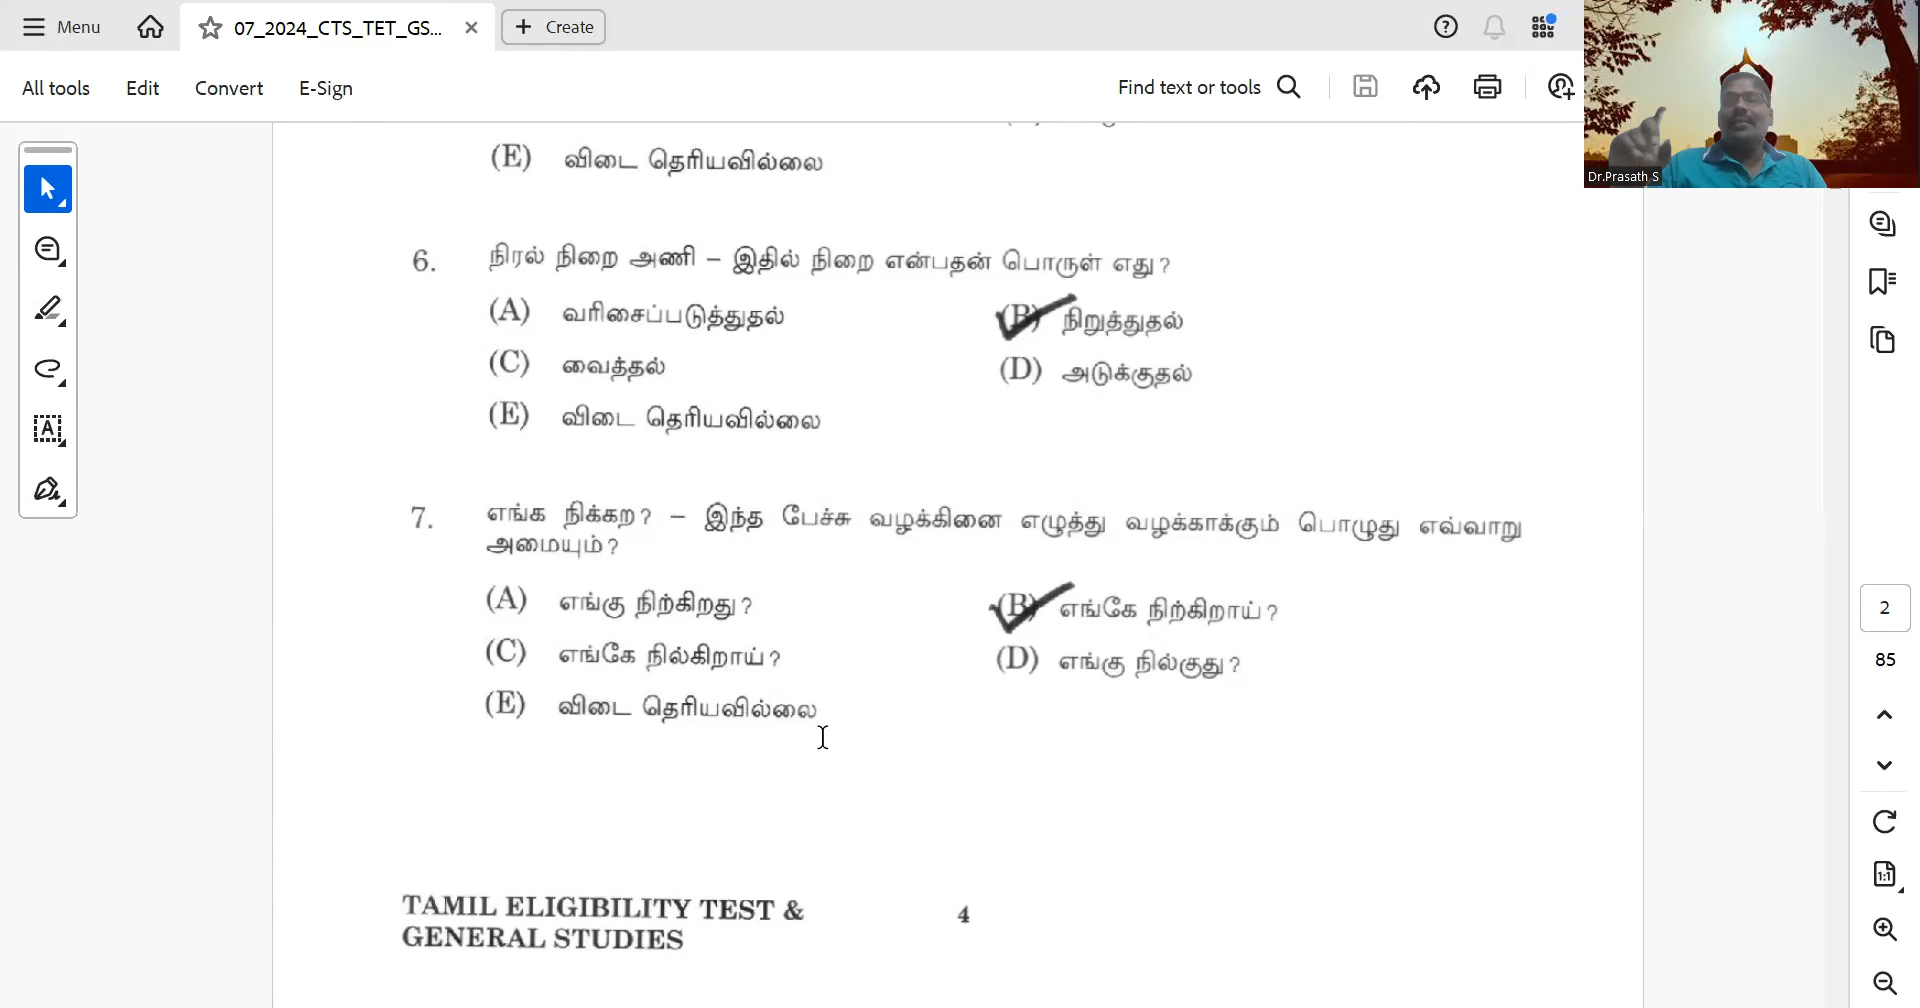 Menu
07_2024_CTS_TET_GS...
Create
All tools
Edit
Convert
E-Sign
Find text or tools
Dr.Prasath S
(E) விடை தெரியவில்லை
6. நிரல் நிறை அணி – இதில் நிறை என்பதன் பொருள் எது?
(A) வரிசைப்படுத்துதல் (B) நிறுத்துதல்
(C) வைத்தல் (D) அடுக்குதல்
(E) விடை தெரியவில்லை
7. எங்க நிக்கற? – இந்த பேச்சு வழக்கினை எழுத்து வழக்காக்கும் பொழுது எவ்வாறு
அமையும்?
(A) எங்கு நிற்கிறது? (B) எங்கே நிற்கிறாய்?
(C) எங்கே நில்கிறாய்? (D) எங்கு நில்குது?
(E) விடை தெரியவில்லை
TAMIL ELIGIBILITY TEST & 4
GENERAL STUDIES
2
85
1:1